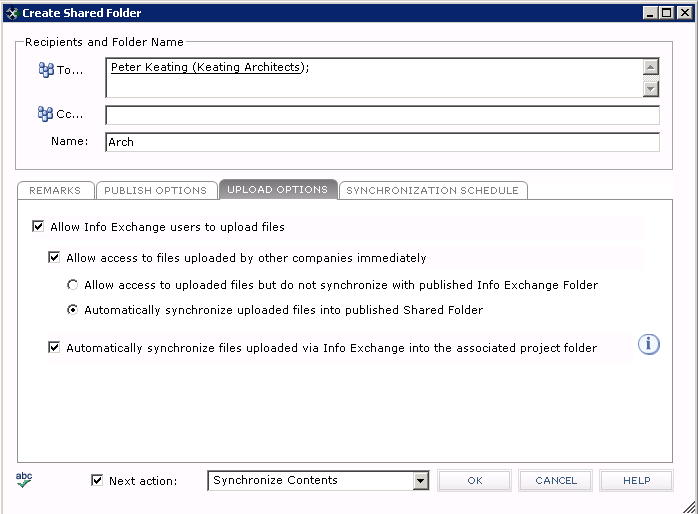 Create Shared Folder
Recipients and Folder Name
To...
Peter Keating (Keating Architects);
Cc...
Name:
Arch
REMARKS
PUBLISH OPTIONS
UPLOAD OPTIONS
SYNCHRONIZATION SCHEDULE
Allow Info Exchange users to upload files
Allow access to files uploaded by other companies immediately
Allow access to uploaded files but do not synchronize with published Info Exchange Folder
Automatically synchronize uploaded files into published Shared Folder
Automatically synchronize files uploaded via Info Exchange into the associated project folder
i
abc
Next action:
Synchronize Contents
OK
CANCEL
HELP